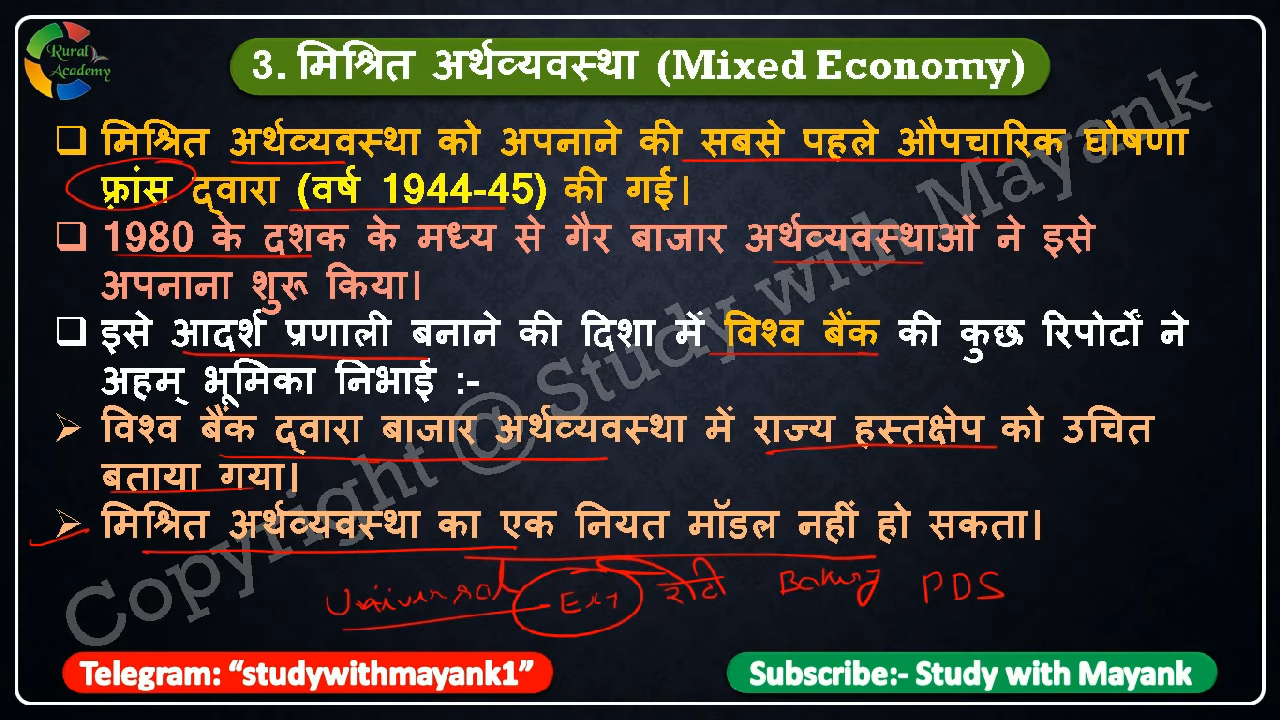 Rural
Academy
3. मिश्रित अर्थव्यवस्था (Mixed Economy)
❑ मिश्रित अर्थव्यवस्था को अपनाने की सबसे पहले औपचारिक घोषणा
फ़्रांस द्वारा (वर्ष 1944-45) की गई।
❑ 1980 के दशक के मध्य से गैर बाजार अर्थव्यवस्थाओं ने इसे
अपनाना शुरू किया।
❑ इसे आदर्श प्रणाली बनाने की दिशा में विश्व बैंक की कुछ रिपोर्टों ने
अहम् भूमिका निभाई :-
➢ विश्व बैंक द्वारा बाजार अर्थव्यवस्था में राज्य हस्तक्षेप को उचित
बताया गया।
➢ मिश्रित अर्थव्यवस्था का एक नियत मॉडल नहीं हो सकता।
Universal रोटी PDS
Copyright @ Study with Mayank
Telegram: “studywithmayank1”
Subscribe:- Study with Mayank